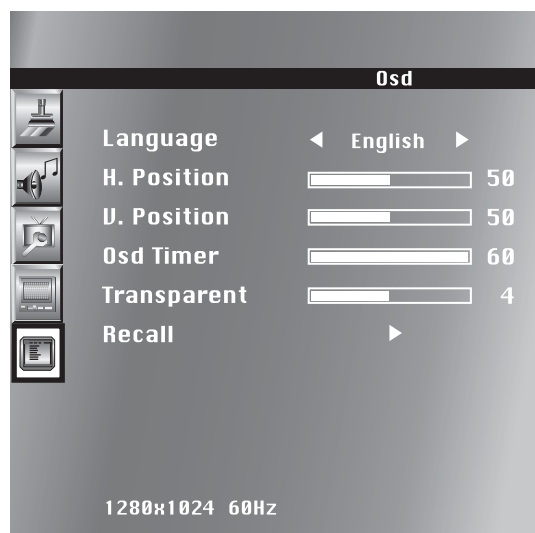 Osd
Language English
H. Position 50
V. Position 50
Osd Timer 60
Transparent 4
Recall
1280x1024 60Hz